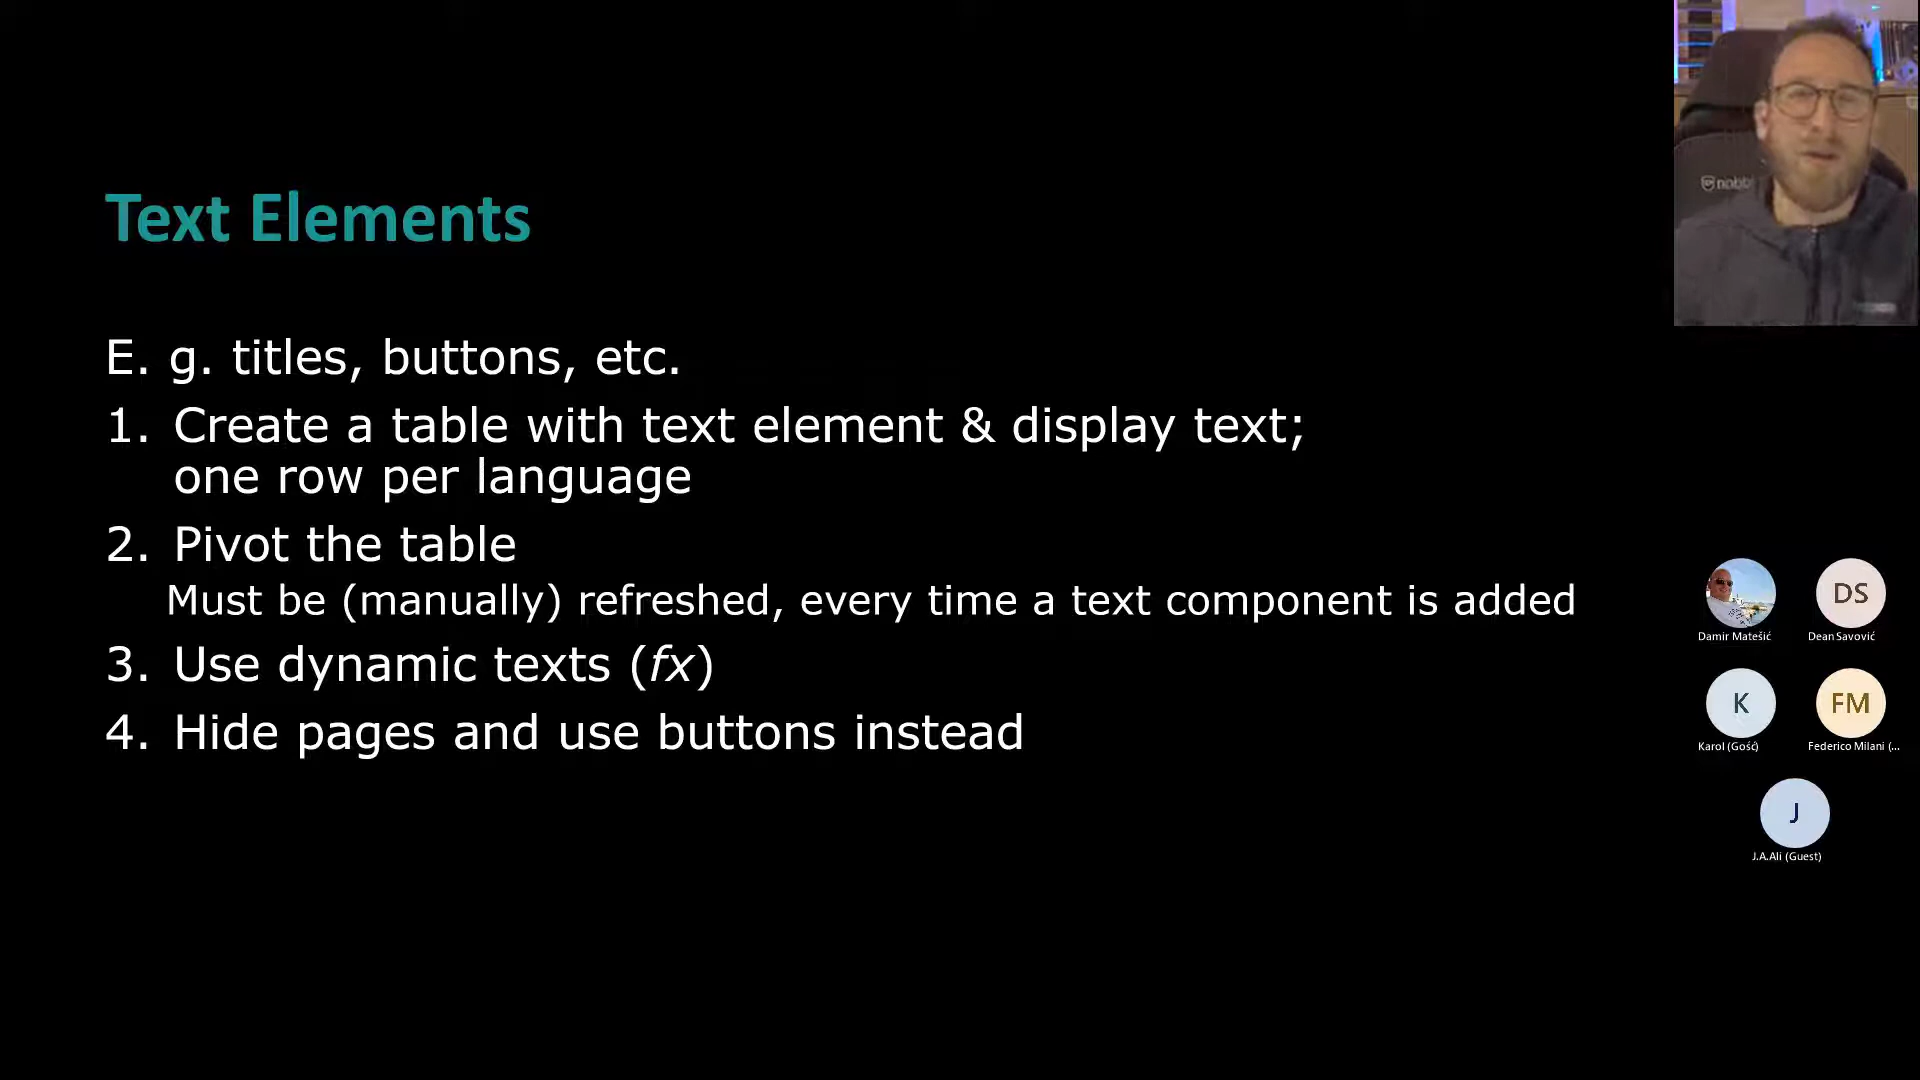 Text Elements
E. g. titles, buttons, etc.
1. Create a table with text element & display text;
one row per language
2. Pivot the table
Must be (manually) refreshed, every time a text component is added
3. Use dynamic texts (fx)
4. Hide pages and use buttons instead
DS
Damir Matešić
Dean Savović
K
FM
Karol (Gość)
Federico Milani (...
J
J.A.Ali (Guest)